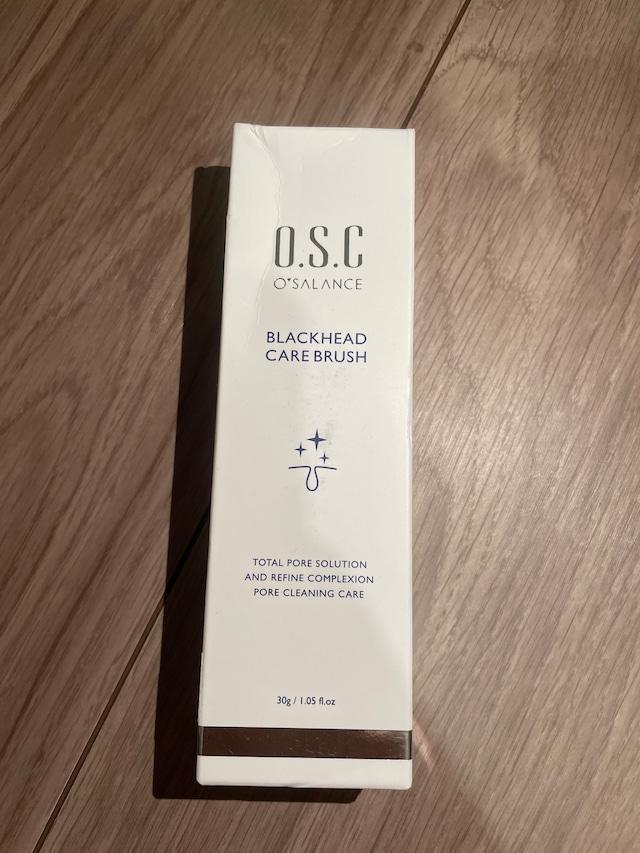 O.S.C
O'SALANCE
BLACKHEAD
CARE BRUSH
TOTAL PORE SOLUTION
AND REFINE COMPLEXION
PORE CLEANING CARE
30g / 1.05 fl.oz